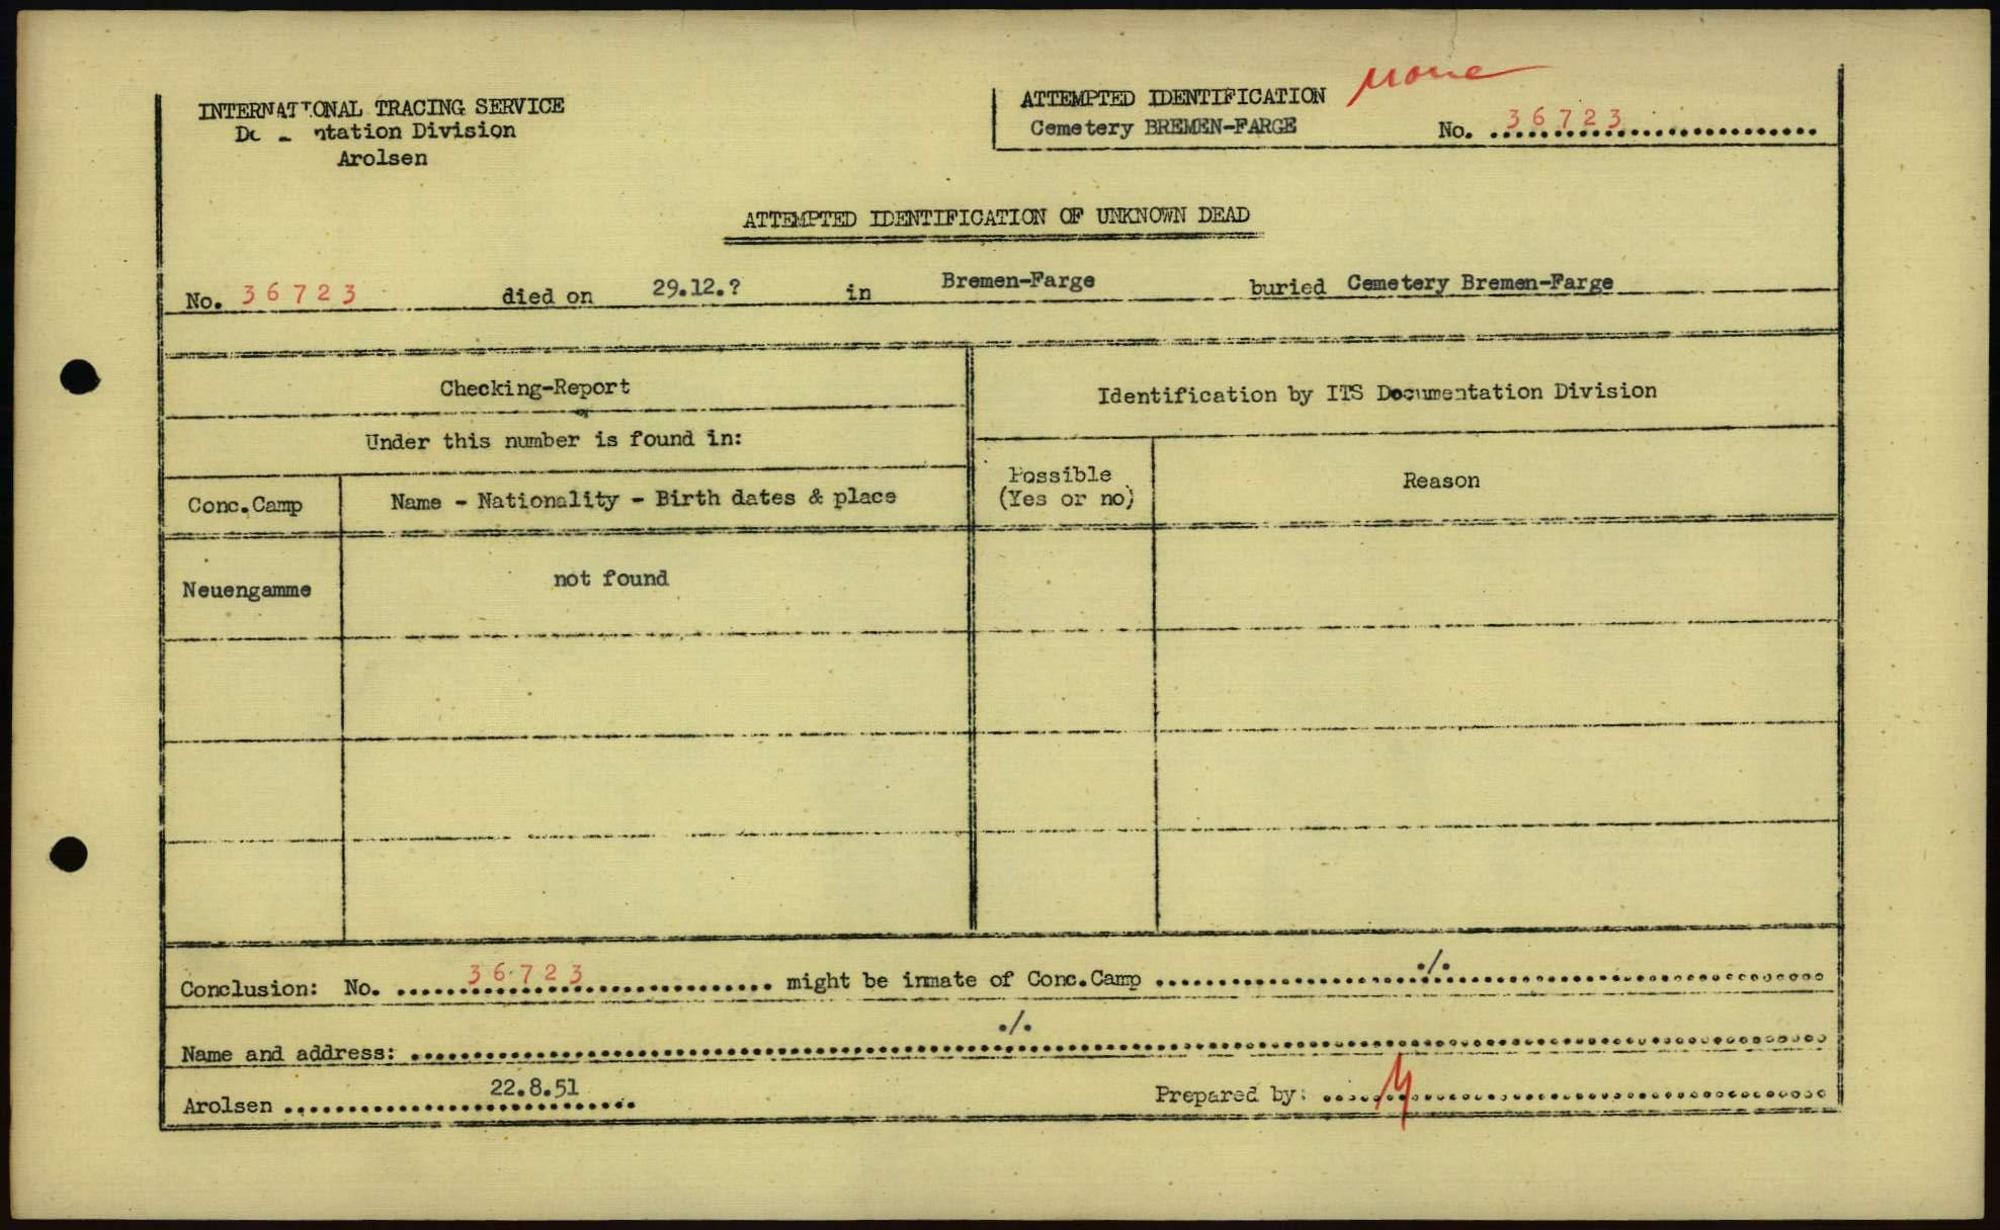 INTERNATIONAL TRACING SERVICE
Documentation Division
Arolsen
none
ATTEMPTED IDENTIFICATION
Cemetery BREMEN-FARGE No. 36723
ATTEMPTED IDENTIFICATION OF UNKNOWN DEAD
No. 36723 died on 29.12.? in Bremen-Farge buried Cemetery Bremen-Farge
Checking-Report
Identification by ITS Documentation Division
Under this number is found in:
Conc.Camp
Name - Nationality - Birth dates & place
Possible
(Yes or no)
Reason
Neuengamme not found
Conclusion: No. 36723 might be inmate of Conc.Camp ./.
Name and address: ./.
Arolsen 22.8.51 Prepared by: